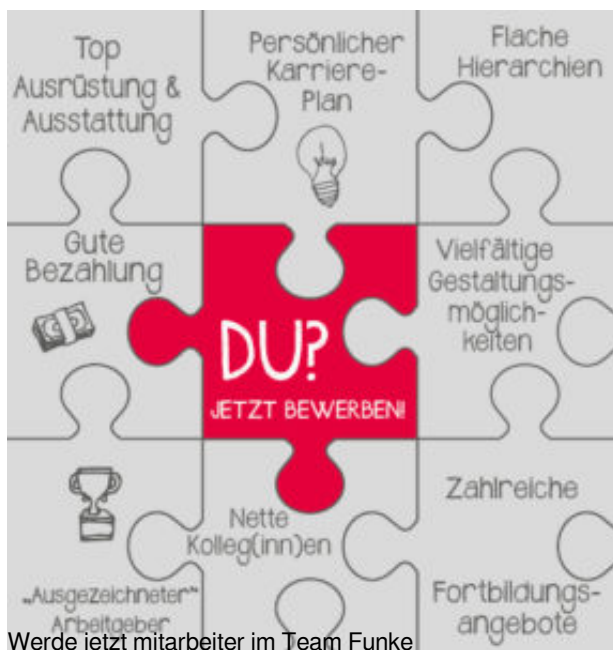 Top
Ausrüstung &
Ausstattung
Persönlicher
Karriere-
Plan
Flache
Hierarchien
Gute
Bezahlung
DU?
JETZT BEWERBEN!
Vielfältige
Gestaltungs-
möglich-
keiten
„Ausgezeichneter“
Arbeitgeber
Nette
Kolleg(inn)en
Zahlreiche
Fortbildungs-
angebote
Werde jetzt mitarbeiter im Team Funke